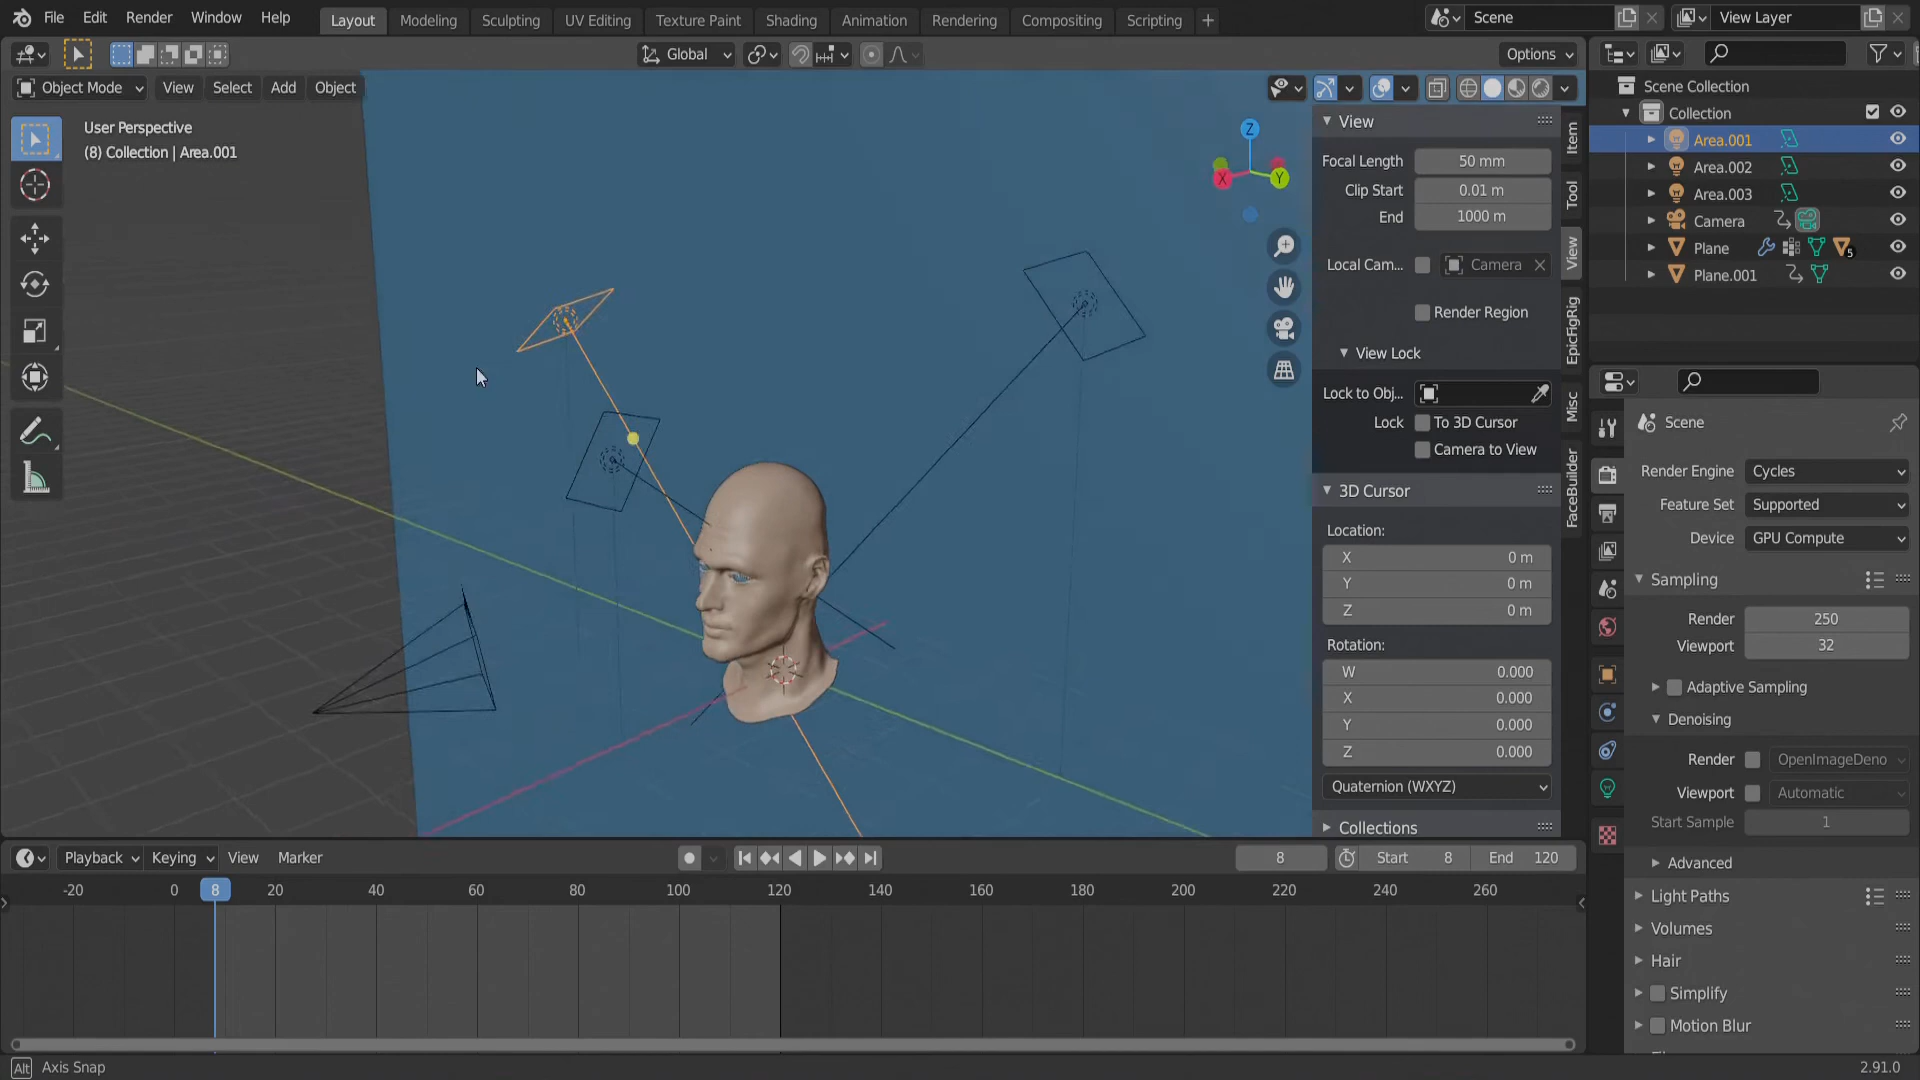 File Edit Render Window Help Layout Modeling Sculpting UV Editing Texture Paint Shading Animation Rendering Compositing Scripting + Scene View Layer
Global Options
Object Mode View Select Add Object
User Perspective
(8) Collection | Area.001
Z
X
Y
View
Focal Length 50 mm
Clip Start 0.01 m
End 1000 m
Local Cam... Camera
Render Region
View Lock
Lock to Obj...
Lock To 3D Cursor
Camera to View
3D Cursor
Location:
X 0 m
Y 0 m
Z 0 m
Rotation:
W 0.000
X 0.000
Y 0.000
Z 0.000
Quaternion (WXYZ)
Collections
Item
Tool
View
EpicFigRig
Misc
FaceBuilder
Scene Collection
Collection
Area.001
Area.002
Area.003
Camera
Plane 5
Plane.001
Scene
Render Engine Cycles
Feature Set Supported
Device GPU Compute
Sampling
Render 250
Viewport 32
Adaptive Sampling
Denoising
Render OpenImageDeno
Viewport Automatic
Start Sample 1
Advanced
Light Paths
Volumes
Hair
Simplify
Motion Blur
Playback Keying View Marker 8 Start 8 End 120
-20 0 8 20 40 60 80 100 120 140 160 180 200 220 240 260
Alt Axis Snap 2.91.0